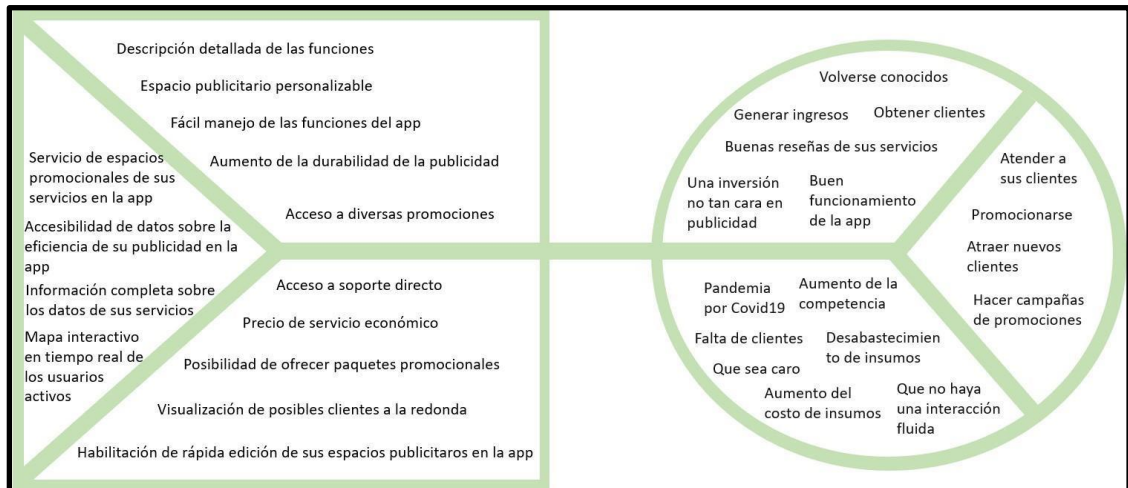 Descripción detallada de las funciones
Espacio publicitario personalizable
Fácil manejo de las funciones del app
Aumento de la durabilidad de la publicidad
Acceso a diversas promociones
Servicio de espacios
promocionales de sus
servicios en la app
Accesibilidad de datos sobre la
eficiencia de su publicidad en la
app
Información completa sobre
los datos de sus servicios
Mapa interactivo
en tiempo real de
los usuarios
activos
Acceso a soporte directo
Precio de servicio económico
Posibilidad de ofrecer paquetes promocionales
Visualización de posibles clientes a la redonda
Habilitación de rápida edición de sus espacios publicitaros en la app
Volverse conocidos
Generar ingresos
Obtener clientes
Buenas reseñas de sus servicios
Una inversión
no tan cara en
publicidad
Buen
funcionamiento
de la app
Atender a
sus clientes
Promocionarse
Atraer nuevos
clientes
Hacer campañas
de promociones
Pandemia
por Covid19
Aumento de la
competencia
Falta de clientes
Desabastecimien
to de insumos
Que sea caro
Aumento del
costo de insumos
Que no haya
una interacción
fluida